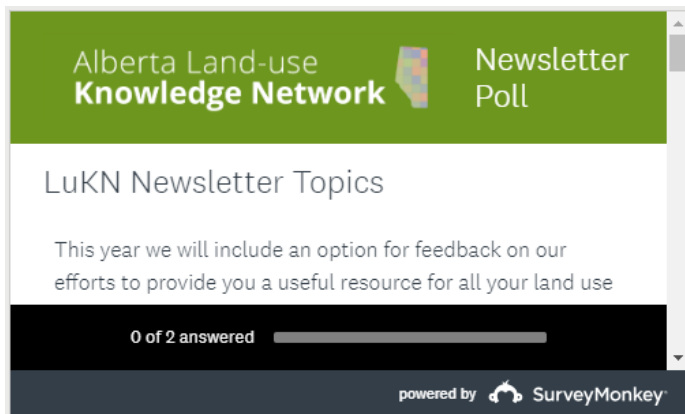 Alberta Land-use
Knowledge Network
Newsletter
Poll
LuKN Newsletter Topics
This year we will include an option for feedback on our
efforts to provide you a useful resource for all your land use
0 of 2 answered
powered by SurveyMonkey